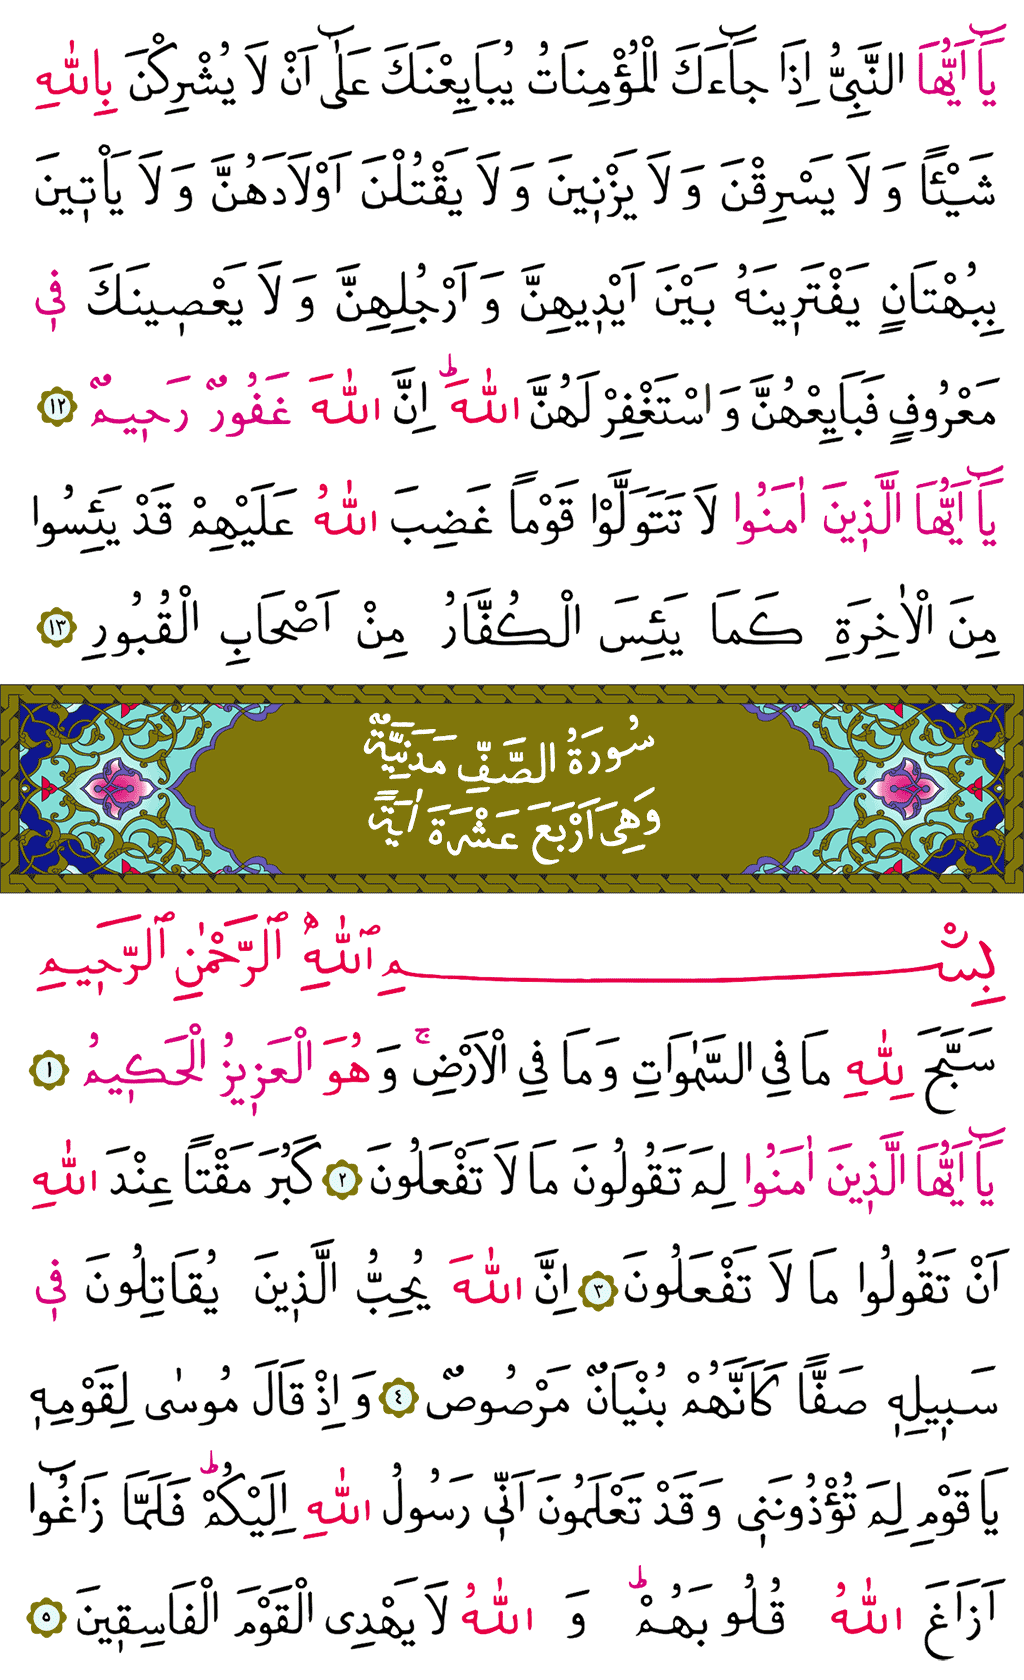 يَٓا اَيُّهَا النَّبِيُّ اِذَا جَٓاءَكَ الْمُؤْمِنَاتُ يُبَايِعْنَكَ عَلٰٓى اَنْ لَا يُشْرِكْنَ بِاللّٰهِ
شَيْـًٔا وَلَا يَسْرِقْنَ وَلَا يَزْن۪ينَ وَلَا يَقْتُلْنَ اَوْلَادَهُنَّ وَلَا يَأْت۪ينَ
بِبُهْتَانٍ يَفْتَر۪ينَهُ بَيْنَ اَيْد۪يهِنَّ وَاَرْجُلِهِنَّ وَلَا يَعْص۪ينَكَ ف۪ي
مَعْرُوفٍ فَبَايِعْهُنَّ وَاسْتَغْفِرْ لَهُنَّ اللّٰهَۜ اِنَّ اللّٰهَ غَفُورٌ رَح۪يمٌ ١٢
يَٓا اَيُّهَا الَّذ۪ينَ اٰمَنُوا لَا تَتَوَلَّوْا قَوْمًا غَضِبَ اللّٰهُ عَلَيْهِمْ قَدْ يَئِسُوا
مِنَ الْاٰخِرَةِ كَمَا يَئِسَ الْكُفَّارُ مِنْ اَصْحَابِ الْقُبُورِ ١٣
سُورَةُ الصَّفِّ مَدَنِيَّةٌ
وَهِيَ اَرْبَعَ عَشْرَةَ اٰيَةً
بِسْمِ اللّٰهِ الرَّحْمٰنِ الرَّح۪يمِ
سَبَّحَ لِلّٰهِ مَا فِي السَّمٰوَاتِ وَمَا فِي الْاَرْضِۚ وَهُوَ الْعَز۪يزُ الْحَك۪يمُ ١
يَٓا اَيُّهَا الَّذ۪ينَ اٰمَنُوا لِمَ تَقُولُونَ مَا لَا تَفْعَلُونَ ٢ كَبُرَ مَقْتًا عِنْدَ اللّٰهِ
اَنْ تَقُولُوا مَا لَا تَفْعَلُونَ ٣ اِنَّ اللّٰهَ يُحِبُّ الَّذ۪ينَ يُقَاتِلُونَ ف۪ي
سَب۪يلِه۪ صَفًّا كَاَنَّهُمْ بُنْيَانٌ مَرْصُوصٌ ٤ وَاِذْ قَالَ مُوسٰى لِقَوْمِه۪
يَا قَوْمِ لِمَ تُؤْذُونَن۪ي وَقَدْ تَعْلَمُونَ اَنّ۪ي رَسُولُ اللّٰهِ اِلَيْكُمْۜ فَلَمَّا زَاغُٓوا
اَزَاغَ اللّٰهُ قُلُوبَهُمْۜ وَاللّٰهُ لَا يَهْدِي الْقَوْمَ الْفَاسِق۪ينَ ٥